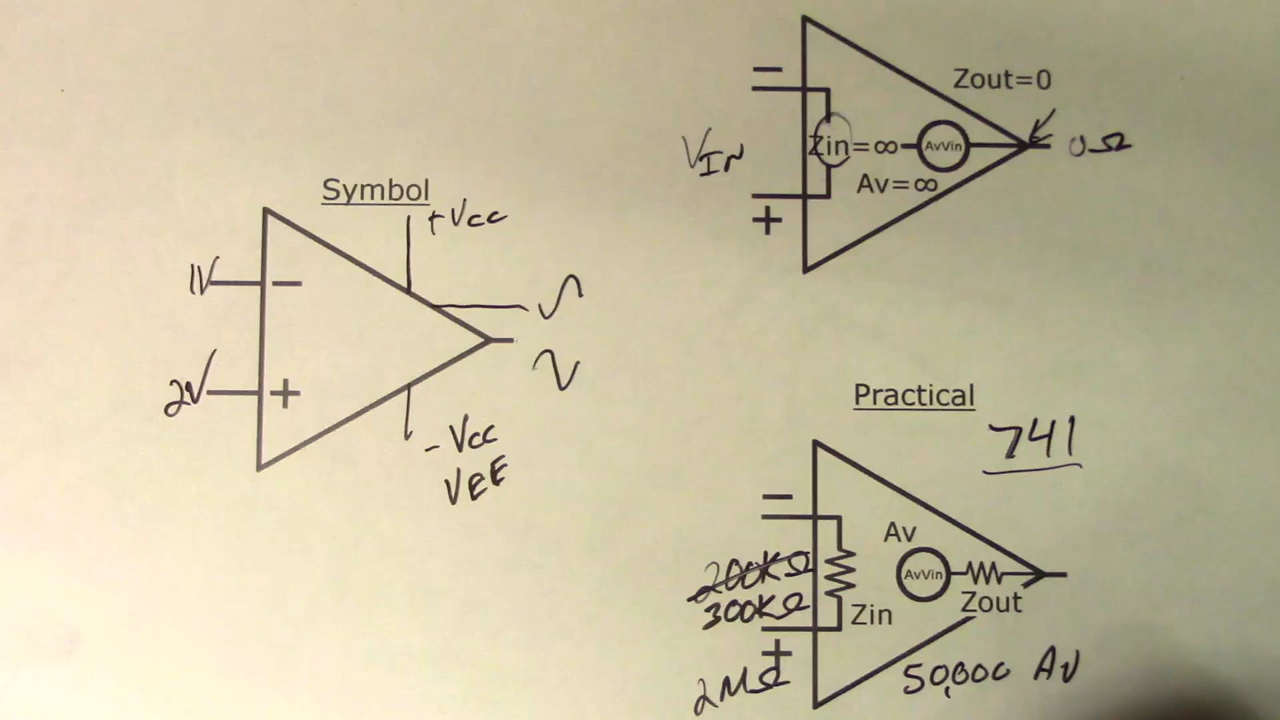 Symbol
+Vcc
1V
−
2V
+
−Vcc
VEE
Zout=0
−
VIN
Zin=∞
AvVin
0Ω
Av=∞
+
Practical
741
−
Av
200KΩ
AvVin
300KΩ
Zin
Zout
+
2MΩ
50,000 Av